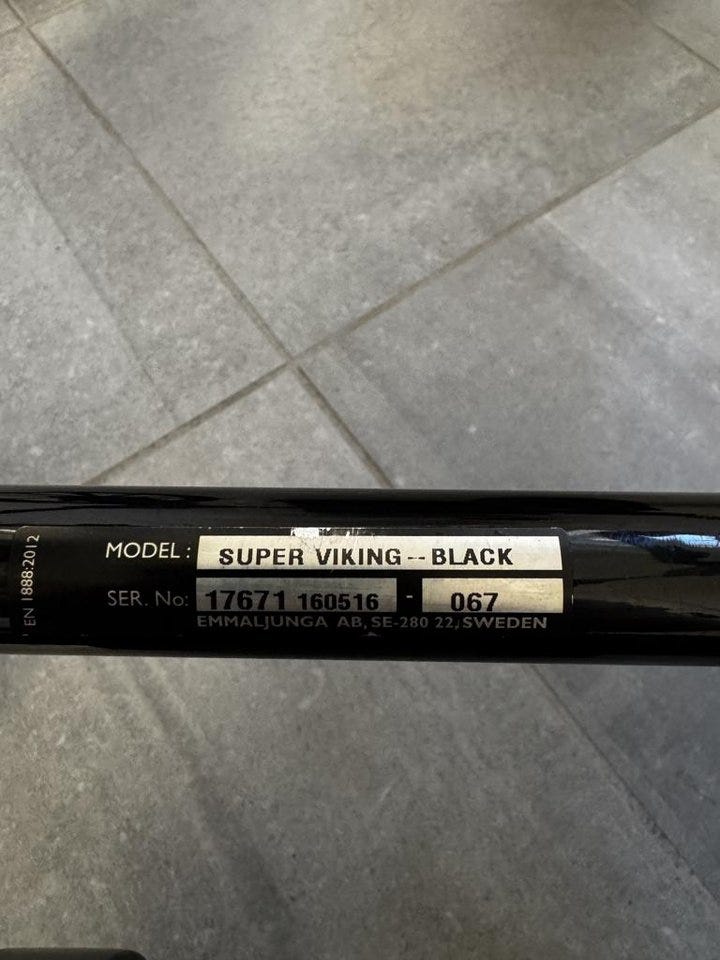 EN 1888:2012
MODEL : SUPER VIKING -- BLACK
SER. No: 17671 160516 - 067
EMMALJUNGA AB, SE-280 22, SWEDEN